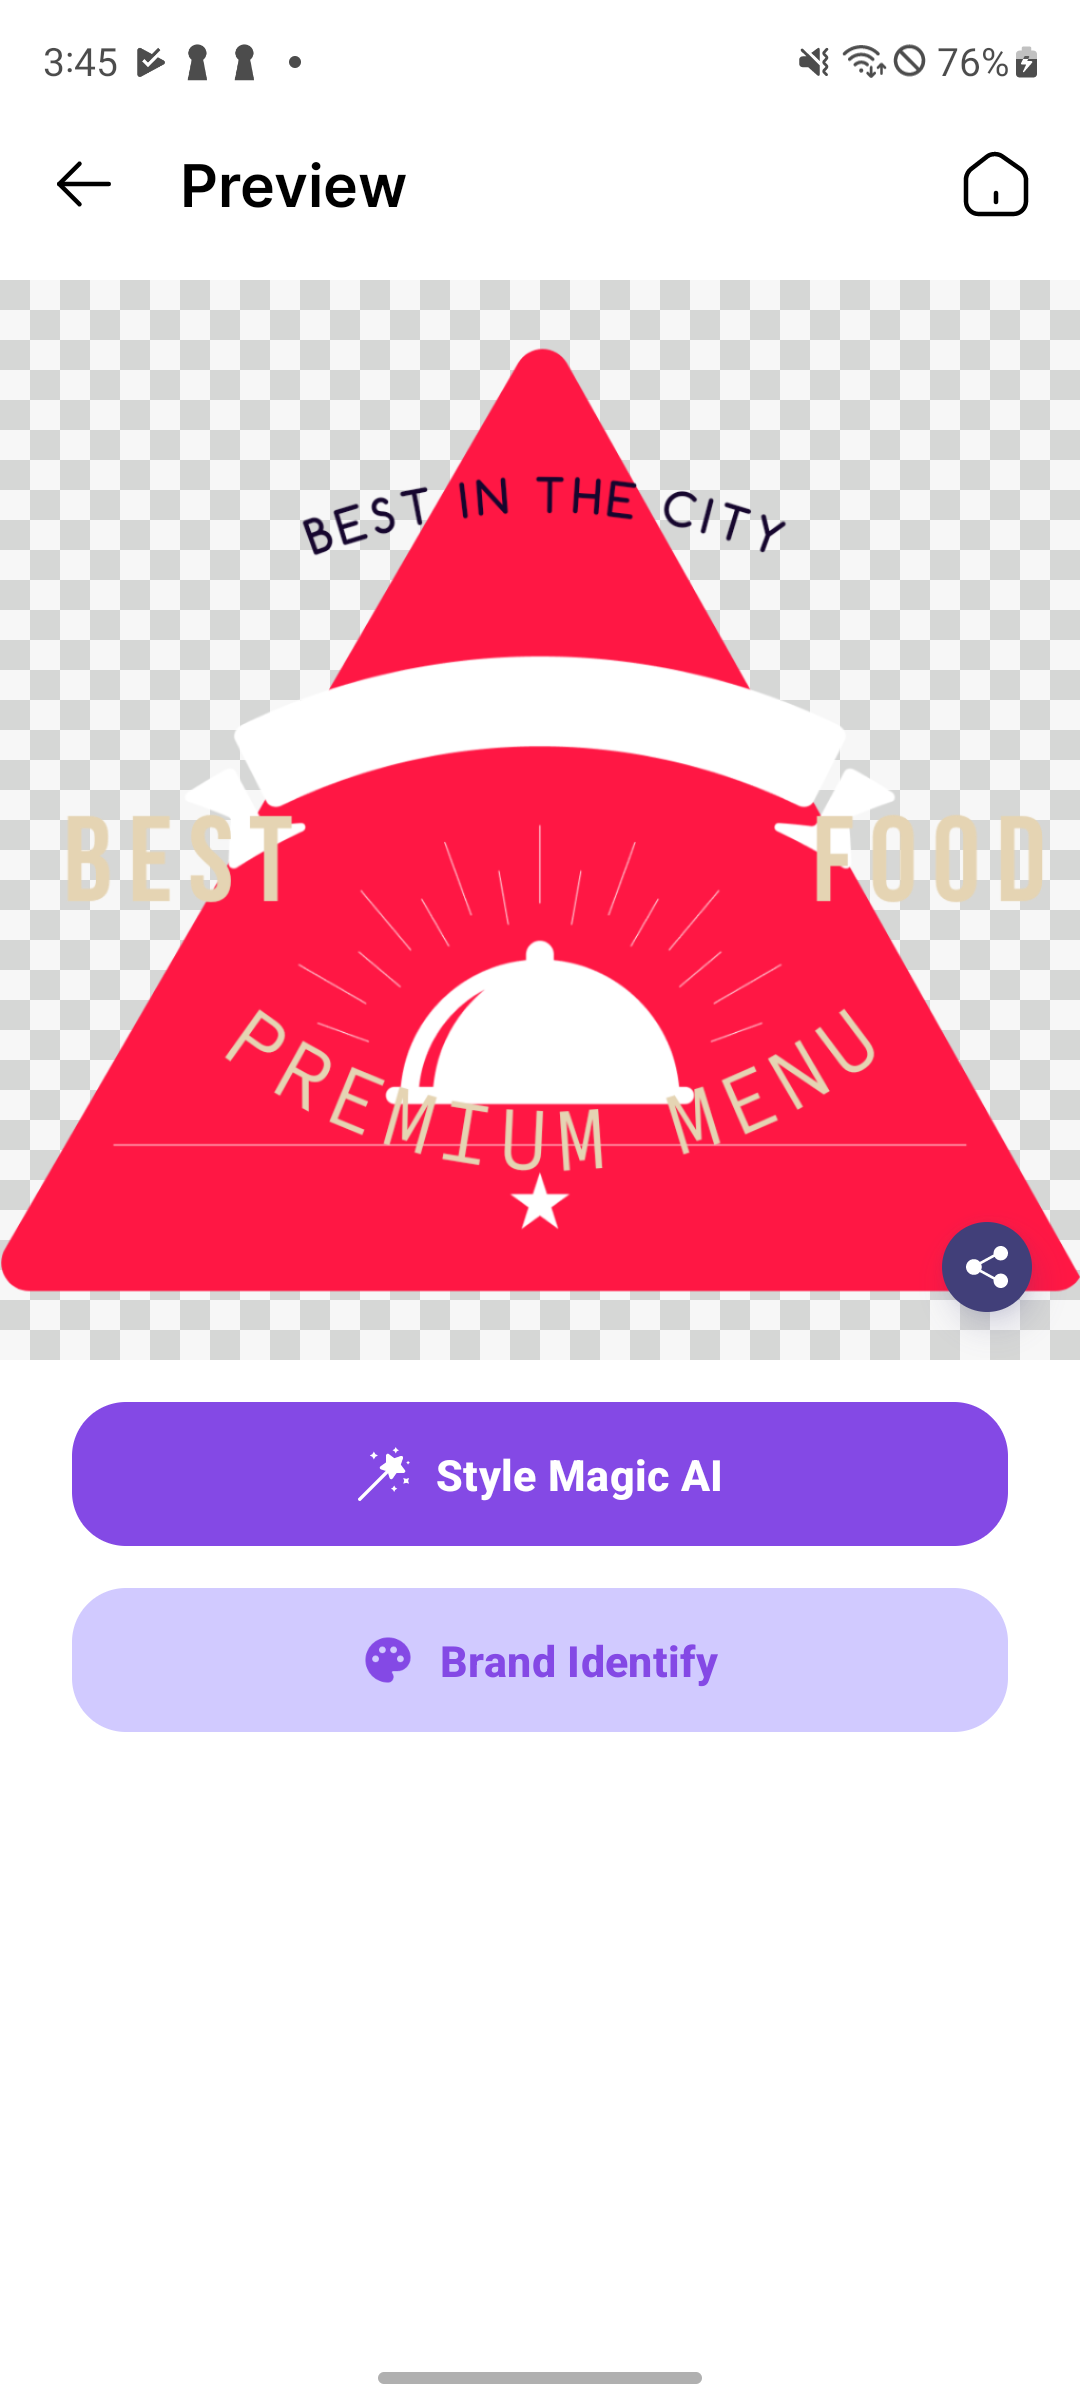 3:45
76%
Preview
BEST IN THE CITY
BEST FOOD
PREMIUM MENU
Style Magic AI
Brand Identify